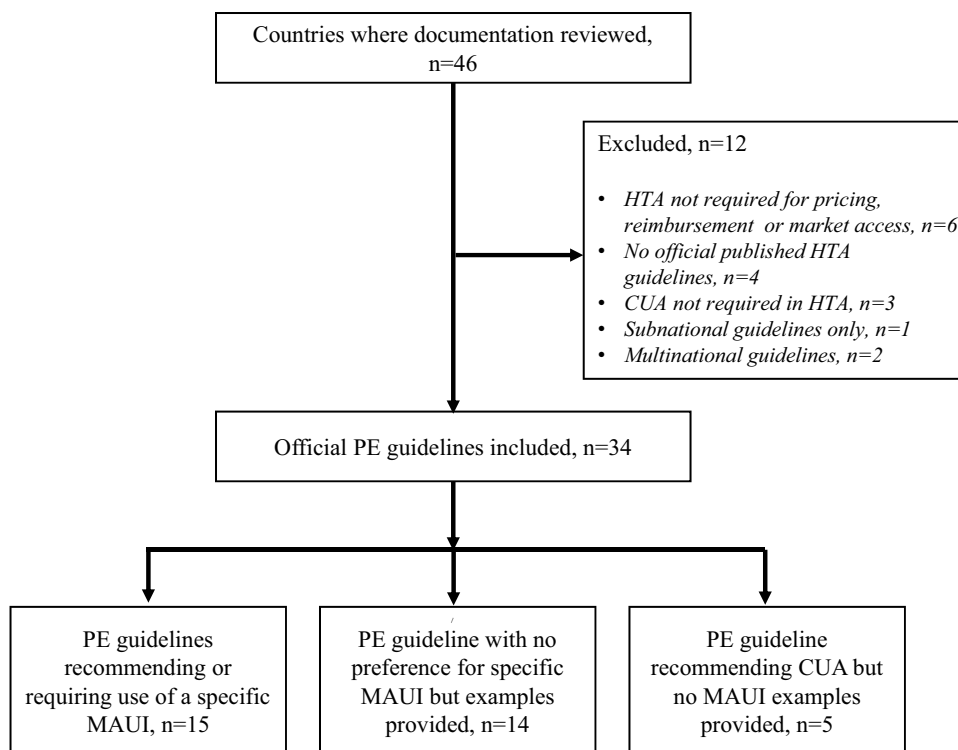 Countries where documentation reviewed,
n=46
Excluded, n=12
• HTA not required for pricing,
reimbursement or market access, n=6
• No official published HTA
guidelines, n=4
• CUA not required in HTA, n=3
• Subnational guidelines only, n=1
• Multinational guidelines, n=2
Official PE guidelines included, n=34
PE guidelines
recommending or
requiring use of a specific
MAUI, n=15
PE guideline with no
preference for specific
MAUI but examples
provided, n=14
PE guideline
recommending CUA but
no MAUI examples
provided, n=5